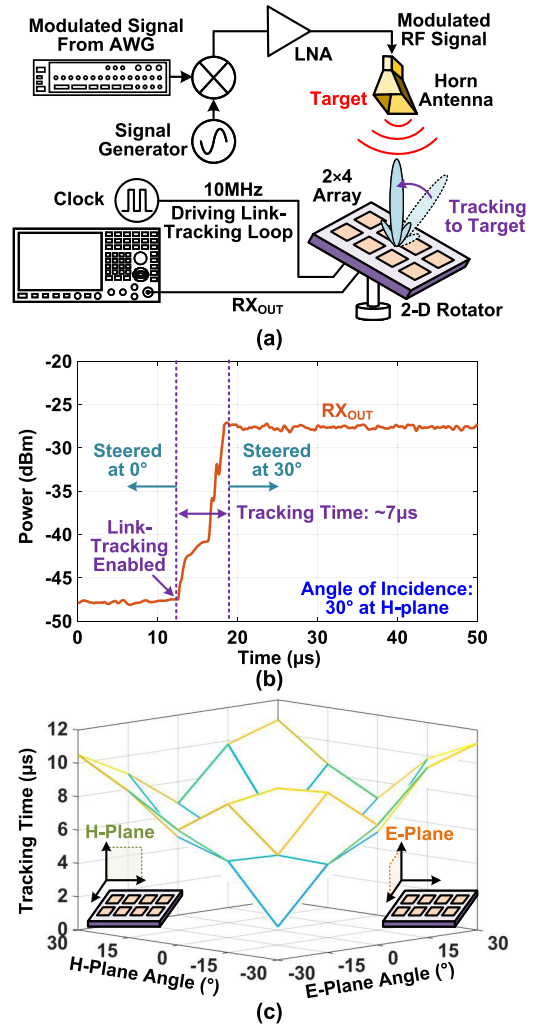 Modulated Signal
From AWG
LNA
Modulated
RF Signal
Target
Horn
Antenna
Signal
Generator
Clock
10MHz
Driving Link-
Tracking Loop
2×4
Array
Tracking
to Target
RXOUT
2-D Rotator
(a)
-20
-25
-30
-35
-40
-45
-50
Power (dBm)
RXOUT
Steered
at 0°
Steered
at 30°
Tracking Time: ~7µs
Link-
Tracking
Enabled
Angle of Incidence:
30° at H-plane
0
10
20
30
40
50
Time (µs)
(b)
12
10
8
6
4
2
0
Tracking Time (µs)
H-Plane
E-Plane
30
15
0
-15
-30
H-Plane Angle (°)
-30
-15
0
15
30
E-Plane Angle (°)
(c)